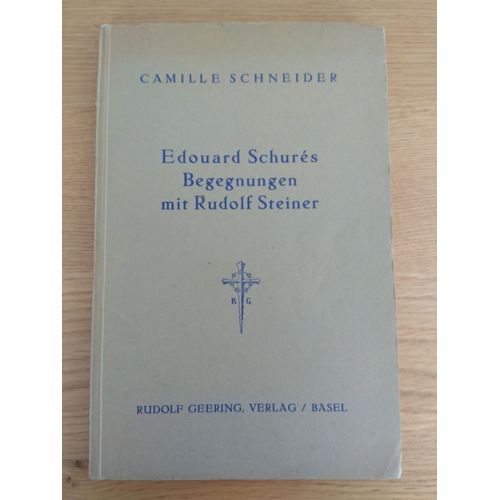 CAMILLE SCHNEIDER
Edouard Schurés
Begegnungen
mit Rudolf Steiner
R. G.
RUDOLF GEERING, VERLAG / BASEL